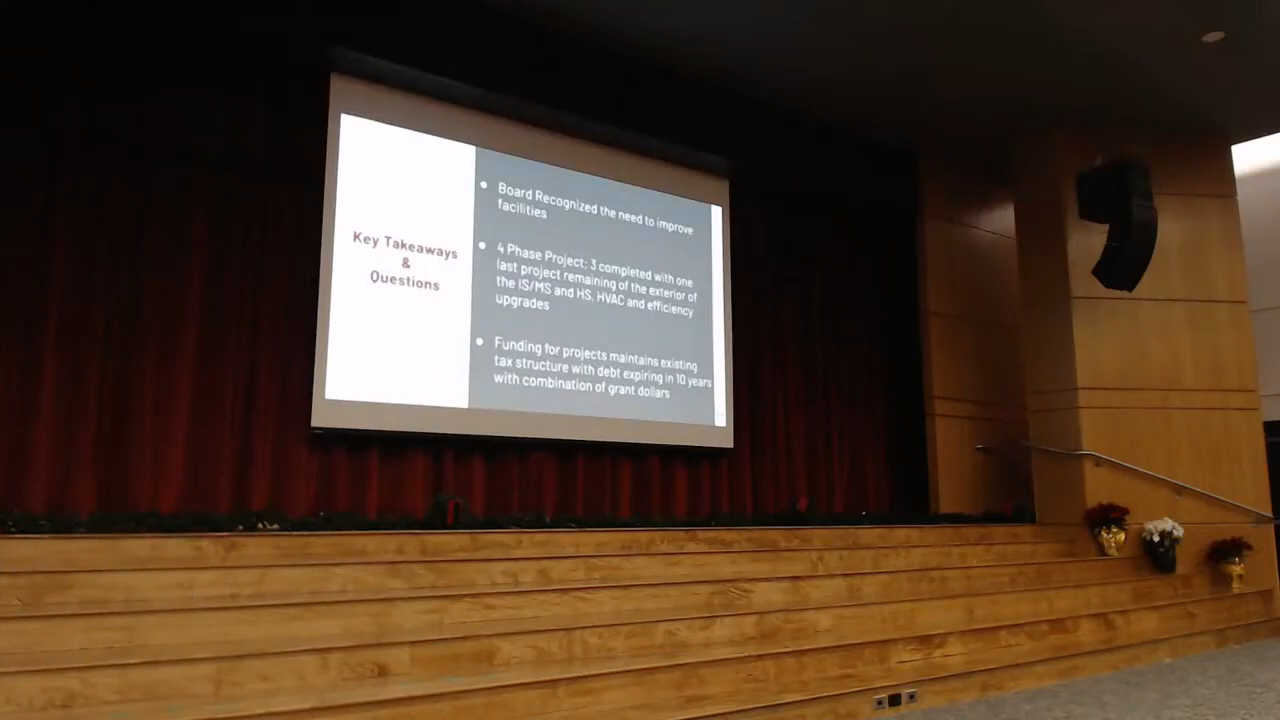 Key Takeaways
&
Questions
Board Recognized the need to improve
facilities
4 Phase Project; 3 completed with one
last project remaining of the exterior of
the IS/MS and HS, HVAC and efficiency
upgrades
Funding for projects maintains existing
tax structure with debt expiring in 10 years
with combination of grant dollars